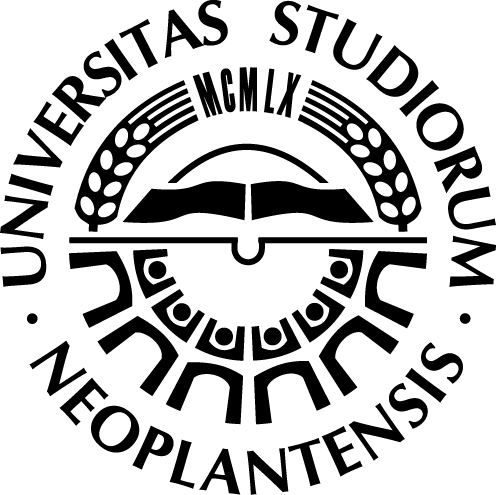 UNIVERSITAS STUDIORUM
MCMLX
· NEOPLANTENSIS ·